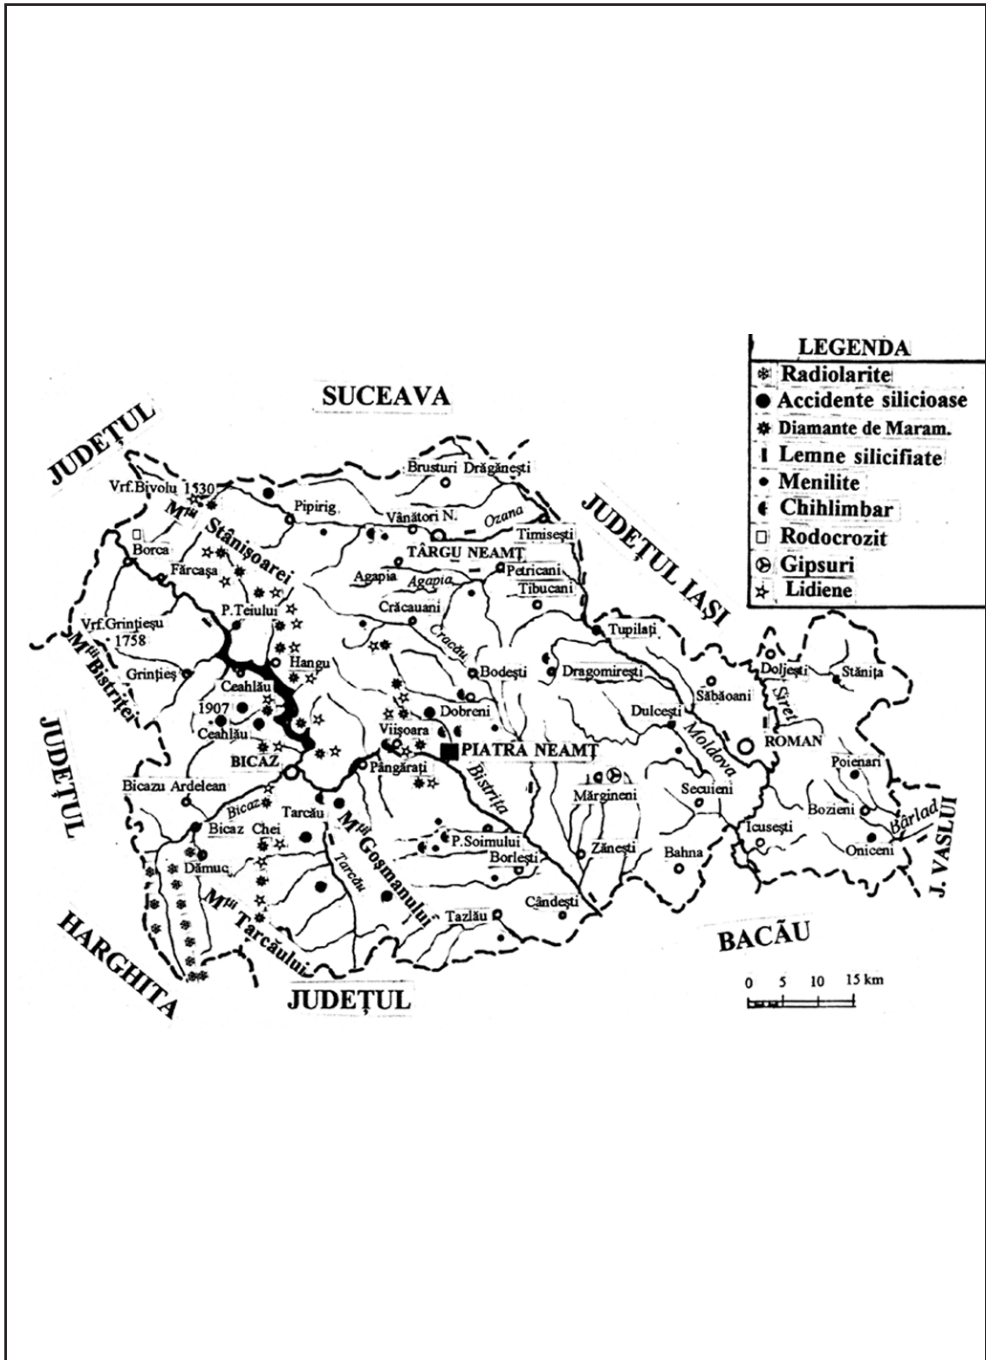 LEGENDA
Radiolarite
Accidente silicioase
Diamante de Maram.
Lemne silicifiate
Menilite
Chihlimbar
Rodocrozit
Gipsuri
Lidiene
SUCEAVA
JUDEȚUL
Brusturi Drăgănești
Vrf.Bivolu 1530
Pipirig
Vânători N.
Ozana
Timisești
Mții Stânișoarei
Borca
TÂRGU NEAMȚ
JUDEȚUL IAȘI
Fărcașa
Agapia
Agapia
Petricani
Tibucani
P.Teiului
Crăcauani
Vrf.Grințieșu
1758
Cracău
Tupilați
Mții Bistriței
Grințieș
Hangu
Bodești
Dragomirești
Doljești
Stănița
Ceahlău
Săbăoani
Siret
1907
Dobreni
Dulcești
Ceahlău
Viișoara
Moldova
ROMAN
JUDEȚUL
BICAZ
Pângărați
PIATRA NEAMȚ
Poienari
Bicazu Ardelean
Bistrița
Mărgineni
Secuieni
Bicaz
Tarcău
Bozieni
Bârlad
Bicaz Chei
Mții Goșmanului
P.Soimului
Icusești
Borlești
Zănești
Bahna
Oniceni
J. VASLUI
Dămuc
Tarcău
Mții Tarcăului
Cândești
Tazlău
HARGHITA
BACĂU
JUDEȚUL
0 5 10 15 km